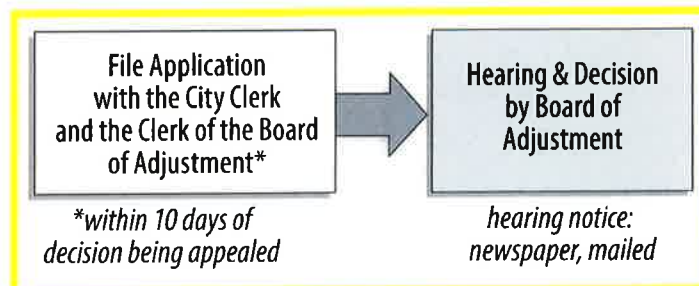 File Application
with the City Clerk
and the Clerk of the Board
of Adjustment*
*within 10 days of
decision being appealed
Hearing & Decision
by Board of
Adjustment
hearing notice:
newspaper, mailed